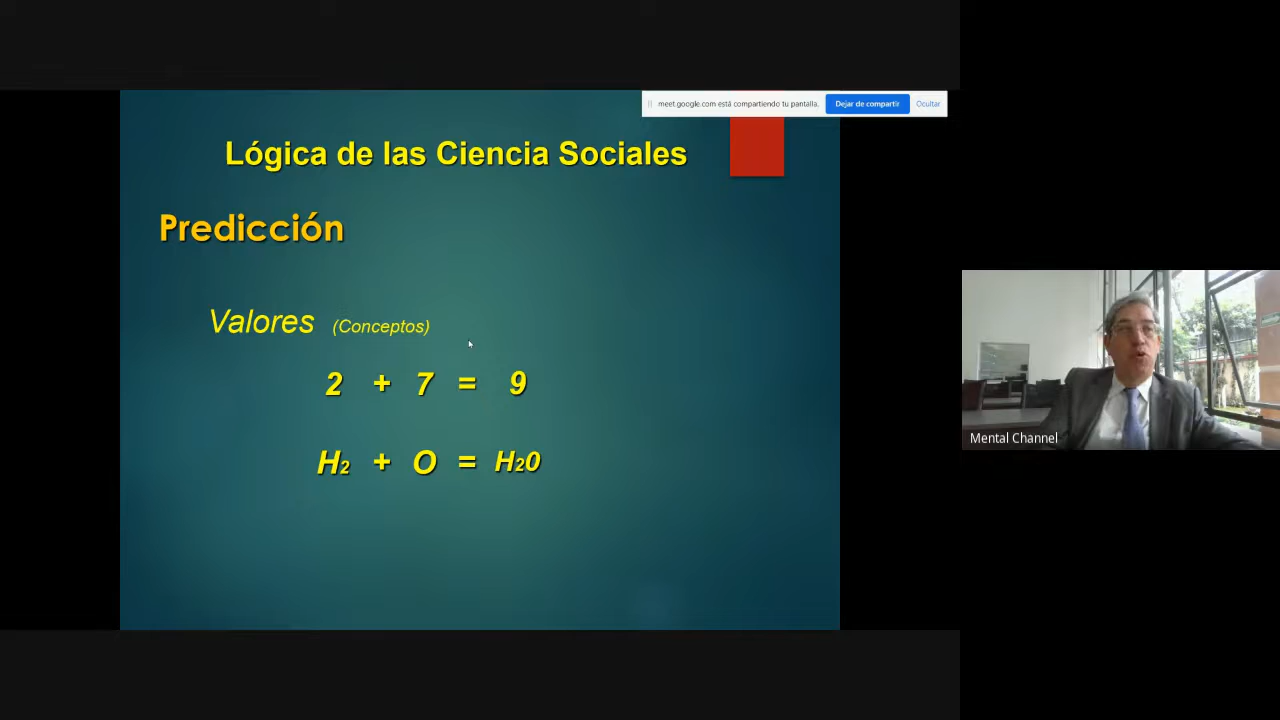 meet.google.com está compartiendo tu pantalla.
Dejar de compartir
Ocultar
Lógica de las Ciencia Sociales
Predicción
Valores (Conceptos)
2 + 7 = 9
H2 + O = H20
Mental Channel